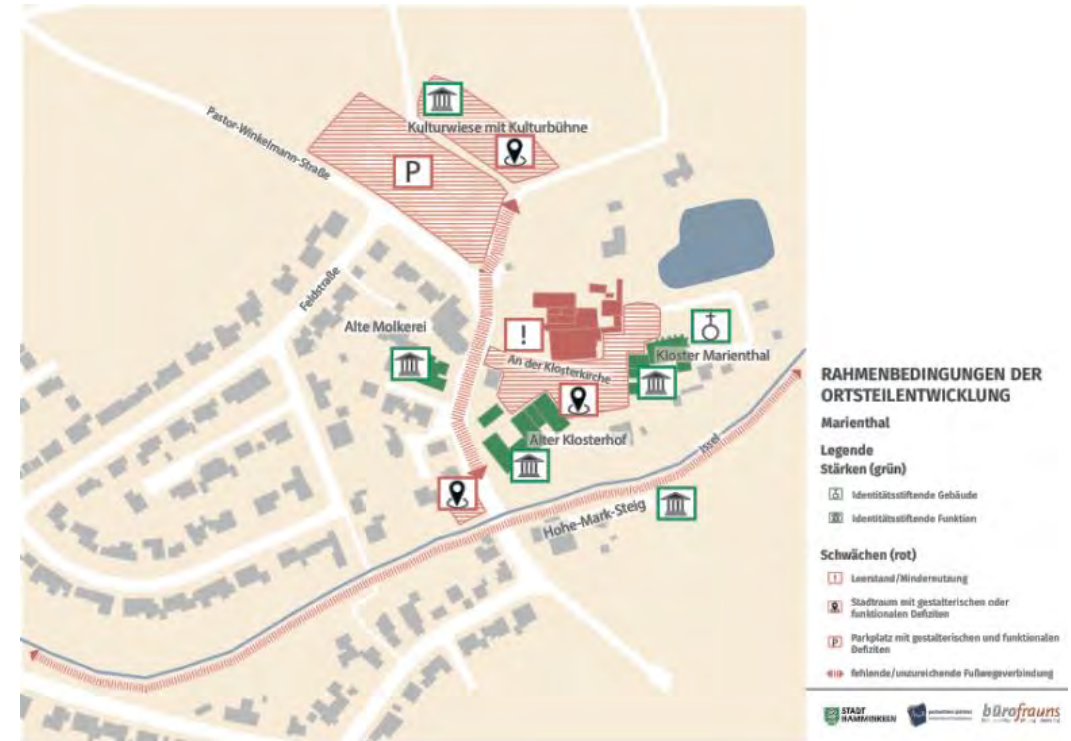 Pastor-Winkelmann-Straße
Kulturwiese mit Kulturbühne
P
Feldstraße
Alte Molkerei
!
An der Klosterkirche
Kloster Marienthal
Alter Klosterhof
Issel
Hohe-Mark-Steig
RAHMENBEDINGUNGEN DER
ORTSTEILENTWICKLUNG
Marienthal
Legende
Stärken (grün)
Identitätsstiftende Gebäude
Identitätsstiftende Funktion
Schwächen (rot)
! Leerstand/Mindernutzung
Stadtraum mit gestalterischen oder
funktionalen Defiziten
P Parkplatz mit gestalterischen und funktionalen
Defiziten
fehlende/unzureichende Fußwegeverbindung
STADT
HAMMINKELN
bürofrauns